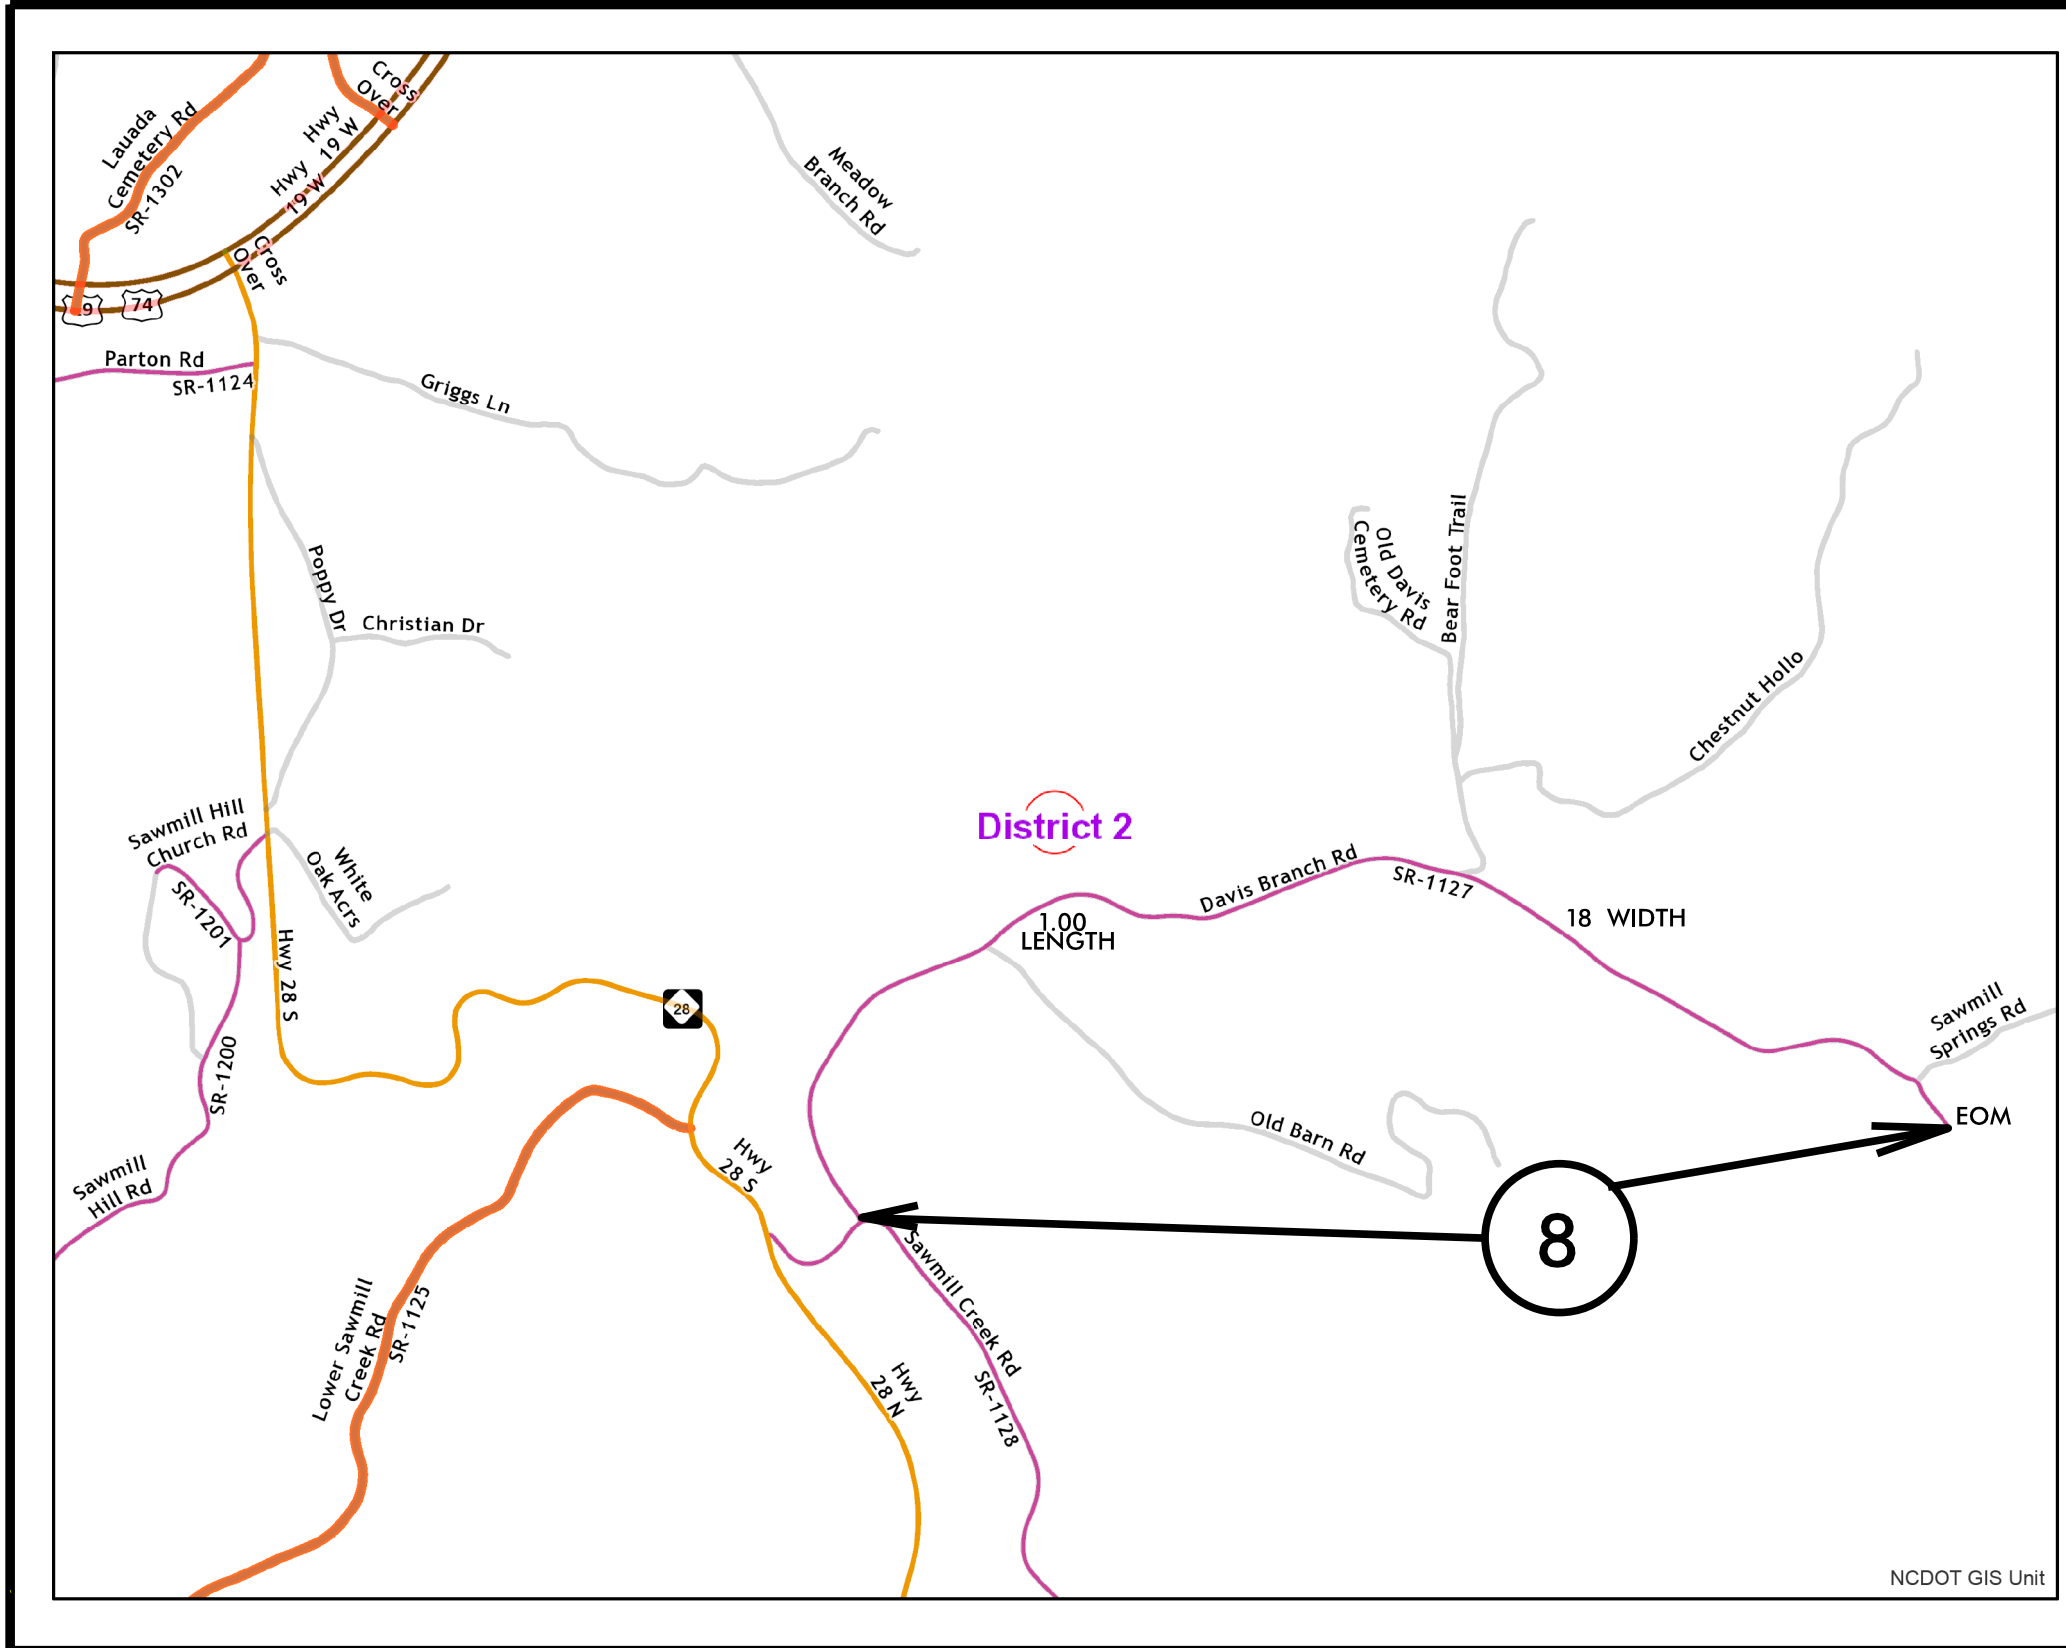 Lauada
Cemetery Rd
SR-1302
Cross
Over
Hwy
19 W
Hwy
19 W
Cross
Over
74
Parton Rd
SR-1124
Griggs Ln
Meadow
Branch Rd
Poppy Dr
Christian Dr
Old Davis
Cemetery Rd
Bear Foot Trail
Chestnut Hollo
Sawmill Hill
Church Rd
SR-1201
White
Oak Acrs
Hwy 28 S
28
SR-1200
Sawmill
Hill Rd
District 2
1.00
LENGTH
Davis Branch Rd
SR-1127
18 WIDTH
Sawmill
Springs Rd
EOM
Old Barn Rd
8
Hwy
28 S
Sawmill Creek Rd
SR-1128
Hwy
28 N
Lower Sawmill
Creek Rd
SR-1125
NCDOT GIS Unit